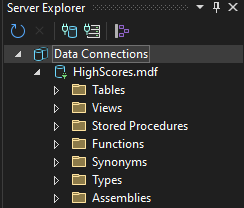 Server Explorer
Data Connections
HighScores.mdf
Tables
Views
Stored Procedures
Functions
Synonyms
Types
Assemblies